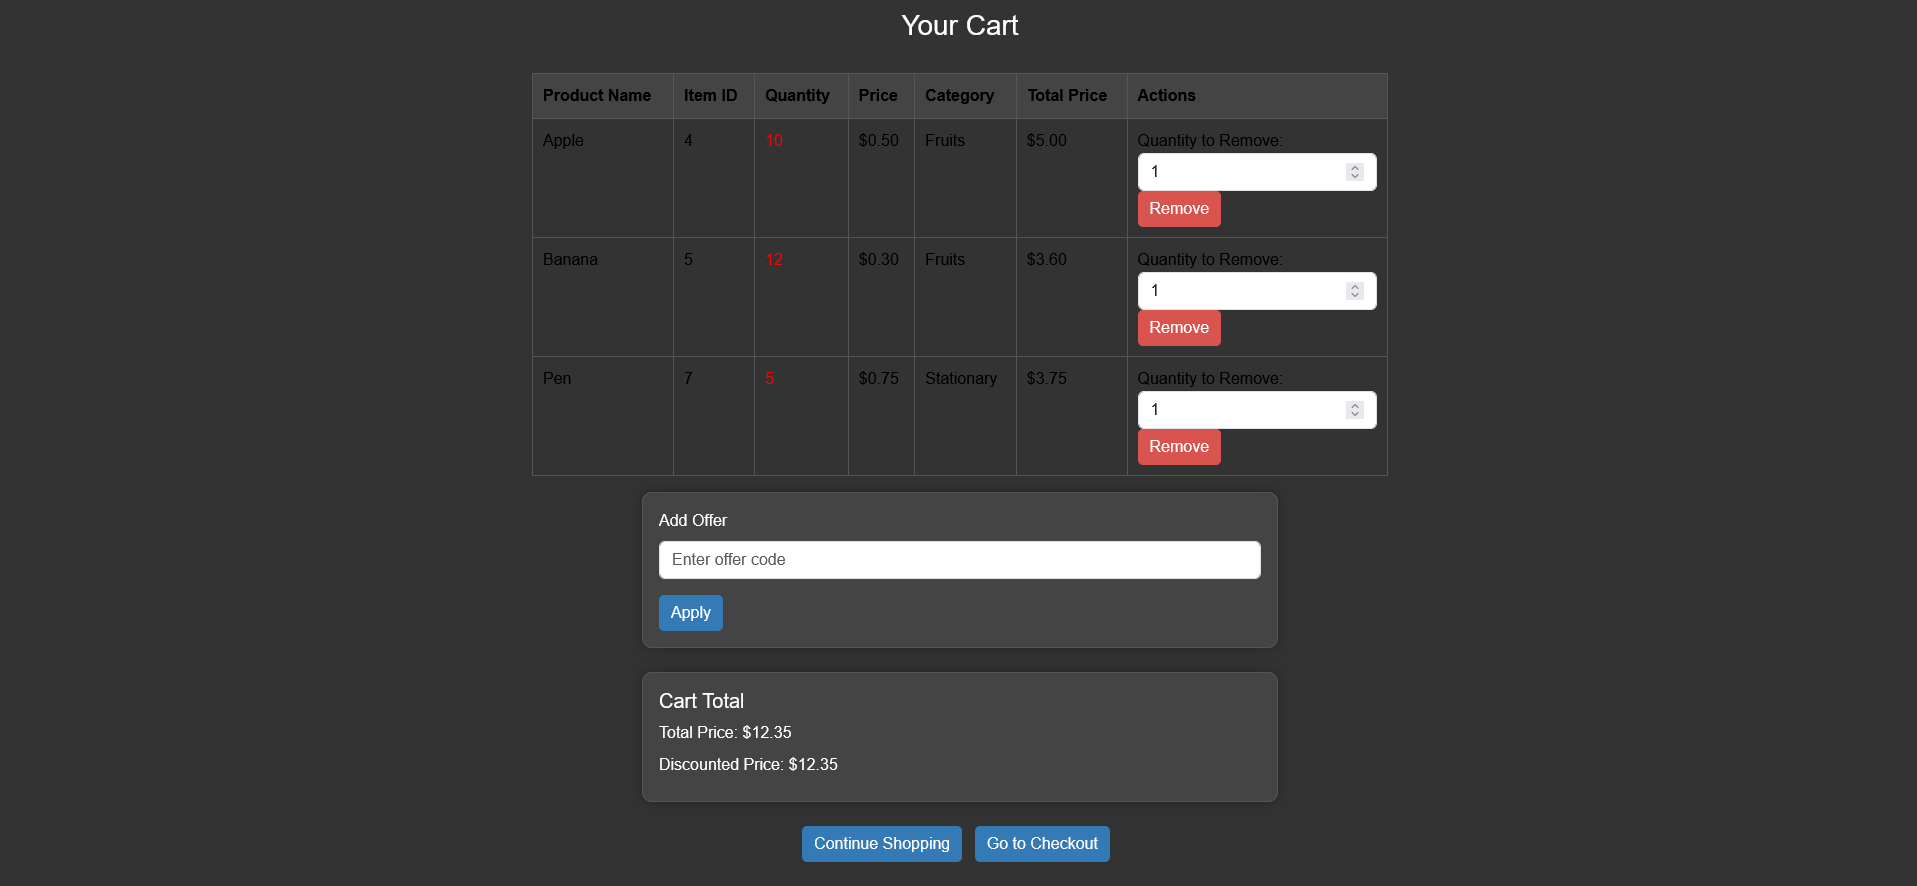 Your Cart
Product Name Item ID Quantity Price Category Total Price Actions
Apple 4 10 $0.50 Fruits $5.00 Quantity to Remove:
1
Remove
Banana 5 12 $0.30 Fruits $3.60 Quantity to Remove:
1
Remove
Pen 7 5 $0.75 Stationary $3.75 Quantity to Remove:
1
Remove
Add Offer
Enter offer code
Apply
Cart Total
Total Price: $12.35
Discounted Price: $12.35
Continue Shopping Go to Checkout